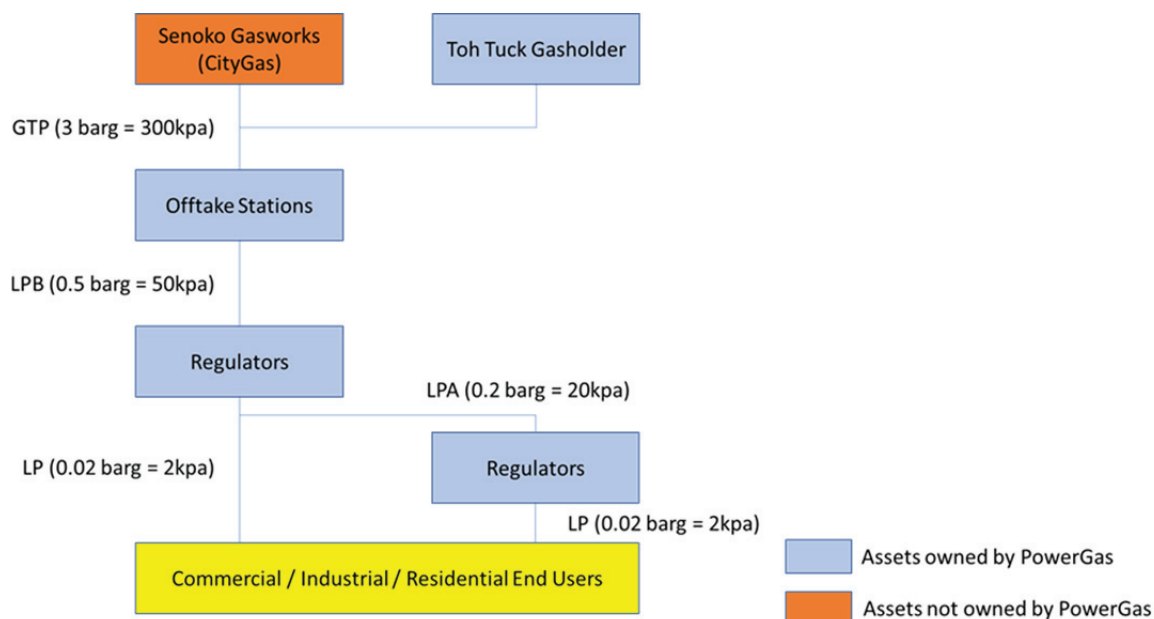 Senoko Gasworks
(CityGas)
Toh Tuck Gasholder
GTP (3 barg = 300kpa)
Offtake Stations
LPB (0.5 barg = 50kpa)
Regulators
LPA (0.2 barg = 20kpa)
LP (0.02 barg = 2kpa)
Regulators
LP (0.02 barg = 2kpa)
Commercial / Industrial / Residential End Users
Assets owned by PowerGas
Assets not owned by PowerGas